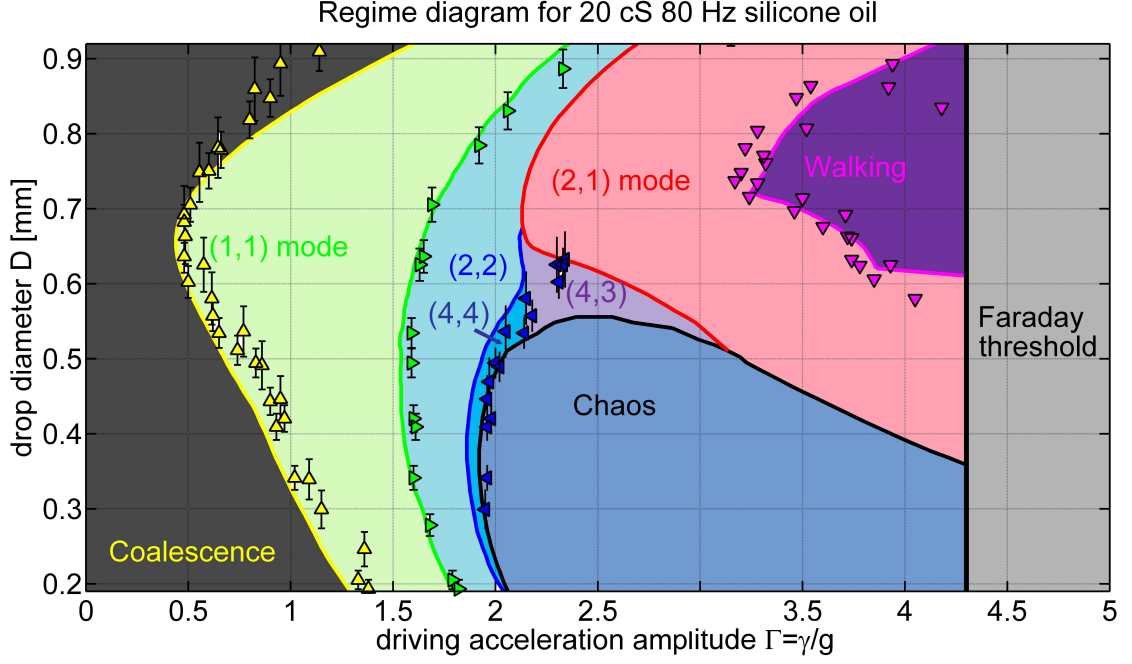 Regime diagram for 20 cS 80 Hz silicone oil
drop diameter D [mm]
0.9
0.8
0.7
0.6
0.5
0.4
0.3
0.2
(2,1) mode
Walking
(1,1) mode
(2,2)
(4,3)
(4,4)
Faraday
threshold
Chaos
Coalescence
0 0.5 1 1.5 2 2.5 3 3.5 4 4.5 5
driving acceleration amplitude Γ=γ/g